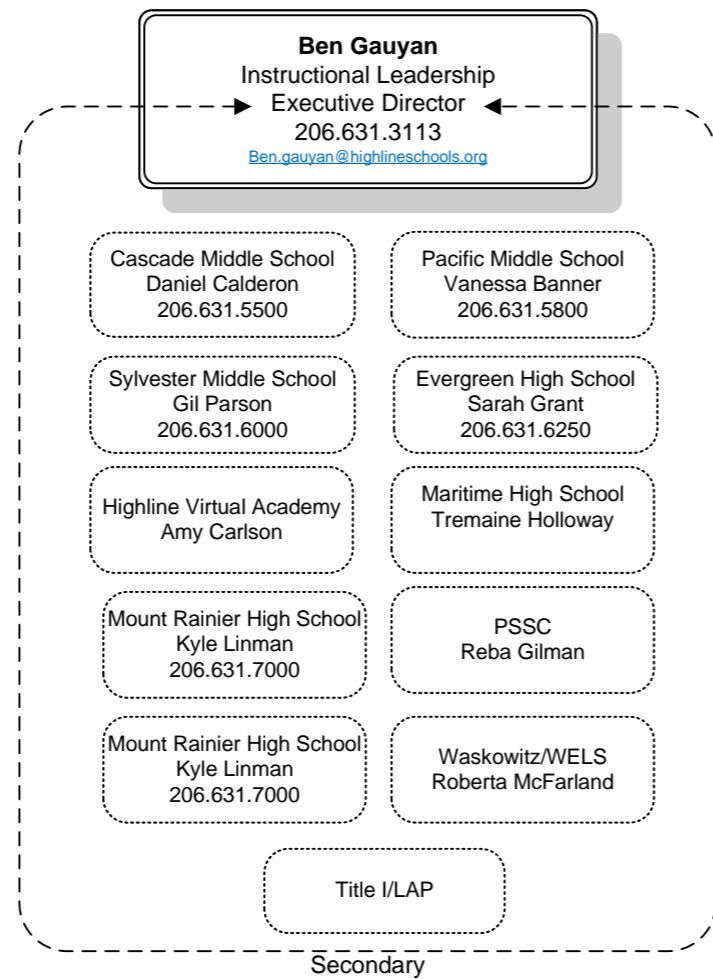 Ben Gauyan
Instructional Leadership
Executive Director
206.631.3113
Ben.gauyan@highlineschools.org
Cascade Middle School
Daniel Calderon
206.631.5500
Pacific Middle School
Vanessa Banner
206.631.5800
Sylvester Middle School
Gil Parson
206.631.6000
Evergreen High School
Sarah Grant
206.631.6250
Highline Virtual Academy
Amy Carlson
Maritime High School
Tremaine Holloway
Mount Rainier High School
Kyle Linman
206.631.7000
PSSC
Reba Gilman
Mount Rainier High School
Kyle Linman
206.631.7000
Waskowitz/WELS
Roberta McFarland
Title I/LAP
Secondary